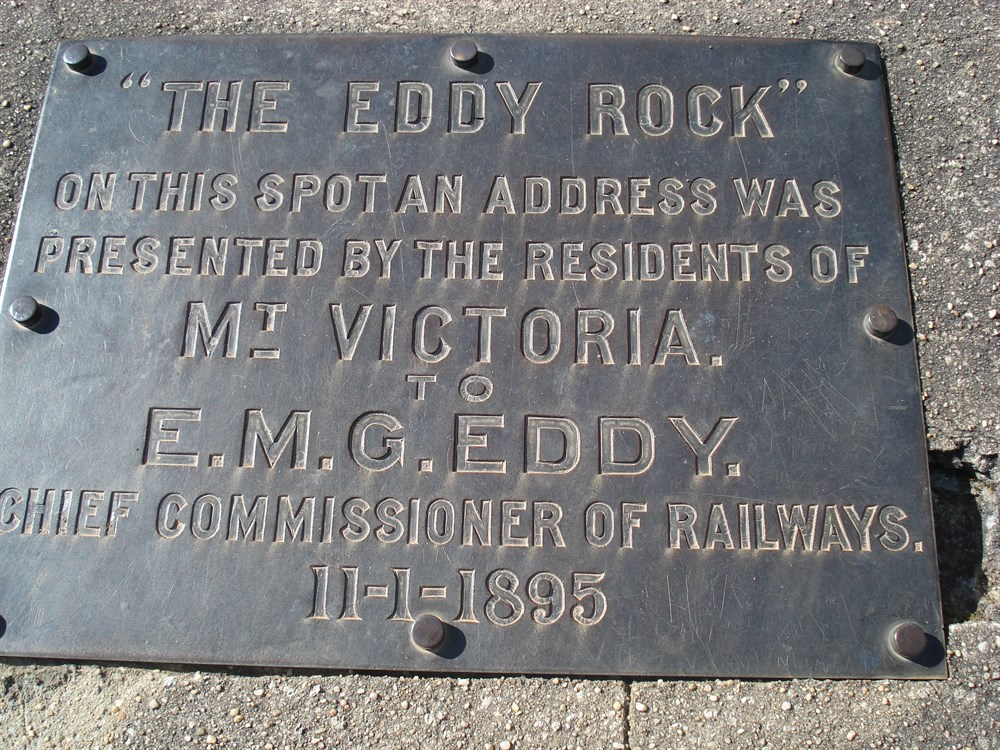 “THE EDDY ROCK”
ON THIS SPOT AN ADDRESS WAS
PRESENTED BY THE RESIDENTS OF
MT VICTORIA.
TO
E.M.G. EDDY.
CHIEF COMMISSIONER OF RAILWAYS.
11-1-1895